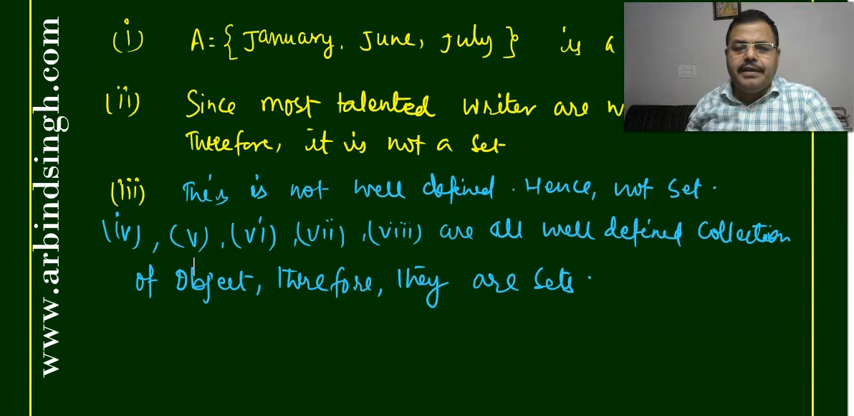 www.arbindsingh.com
(i) A={January, June, July} is a
(ii) Since most talented writer are
Therefore, it is not a set
(iii) This is not well defined. Hence, not set.
(iv), (v), (vi), (vii), (viii) are all well defined collection
of object, therefore, they are sets.